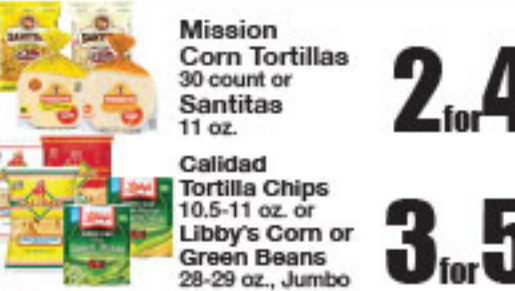 Mission
Corn Tortillas
30 count or
Santitas
11 oz.
2 for 4
Calidad
Tortilla Chips
10.5-11 oz. or
Libby's Corn or
Green Beans
28-29 oz., Jumbo
3 for 5
Libby's